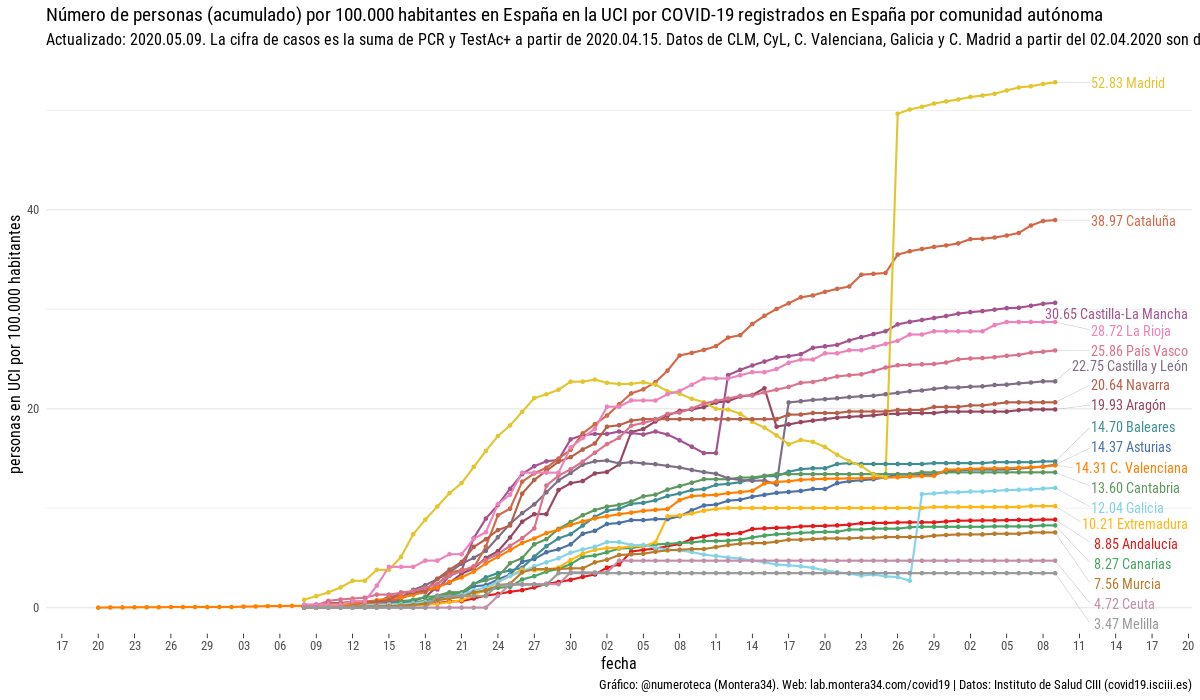 Número de personas (acumulado) por 100.000 habitantes en España en la UCI por COVID-19 registrados en España por comunidad autónoma
Actualizado: 2020.05.09. La cifra de casos es la suma de PCR y TestAc+ a partir de 2020.04.15. Datos de CLM, CyL, C. Valenciana, Galicia y C. Madrid a partir del 02.04.2020 son d
personas en UCI por 100.000 habitantes
40
20
0
52.83 Madrid
38.97 Cataluña
30.65 Castilla-La Mancha
28.72 La Rioja
25.86 País Vasco
22.75 Castilla y León
20.64 Navarra
19.93 Aragón
14.70 Baleares
14.37 Asturias
14.31 C. Valenciana
13.60 Cantabria
12.04 Galicia
10.21 Extremadura
8.85 Andalucía
8.27 Canarias
7.56 Murcia
4.72 Ceuta
3.47 Melilla
17 20 23 26 29 03 06 09 12 15 18 21 24 27 30 02 05 08 11 14 17 20 23 26 29 02 05 08 11 14 17 20
fecha
Gráfico: @numeroteca (Montera34). Web: lab.montera34.com/covid19 | Datos: Instituto de Salud CIII (covid19.isciii.es)